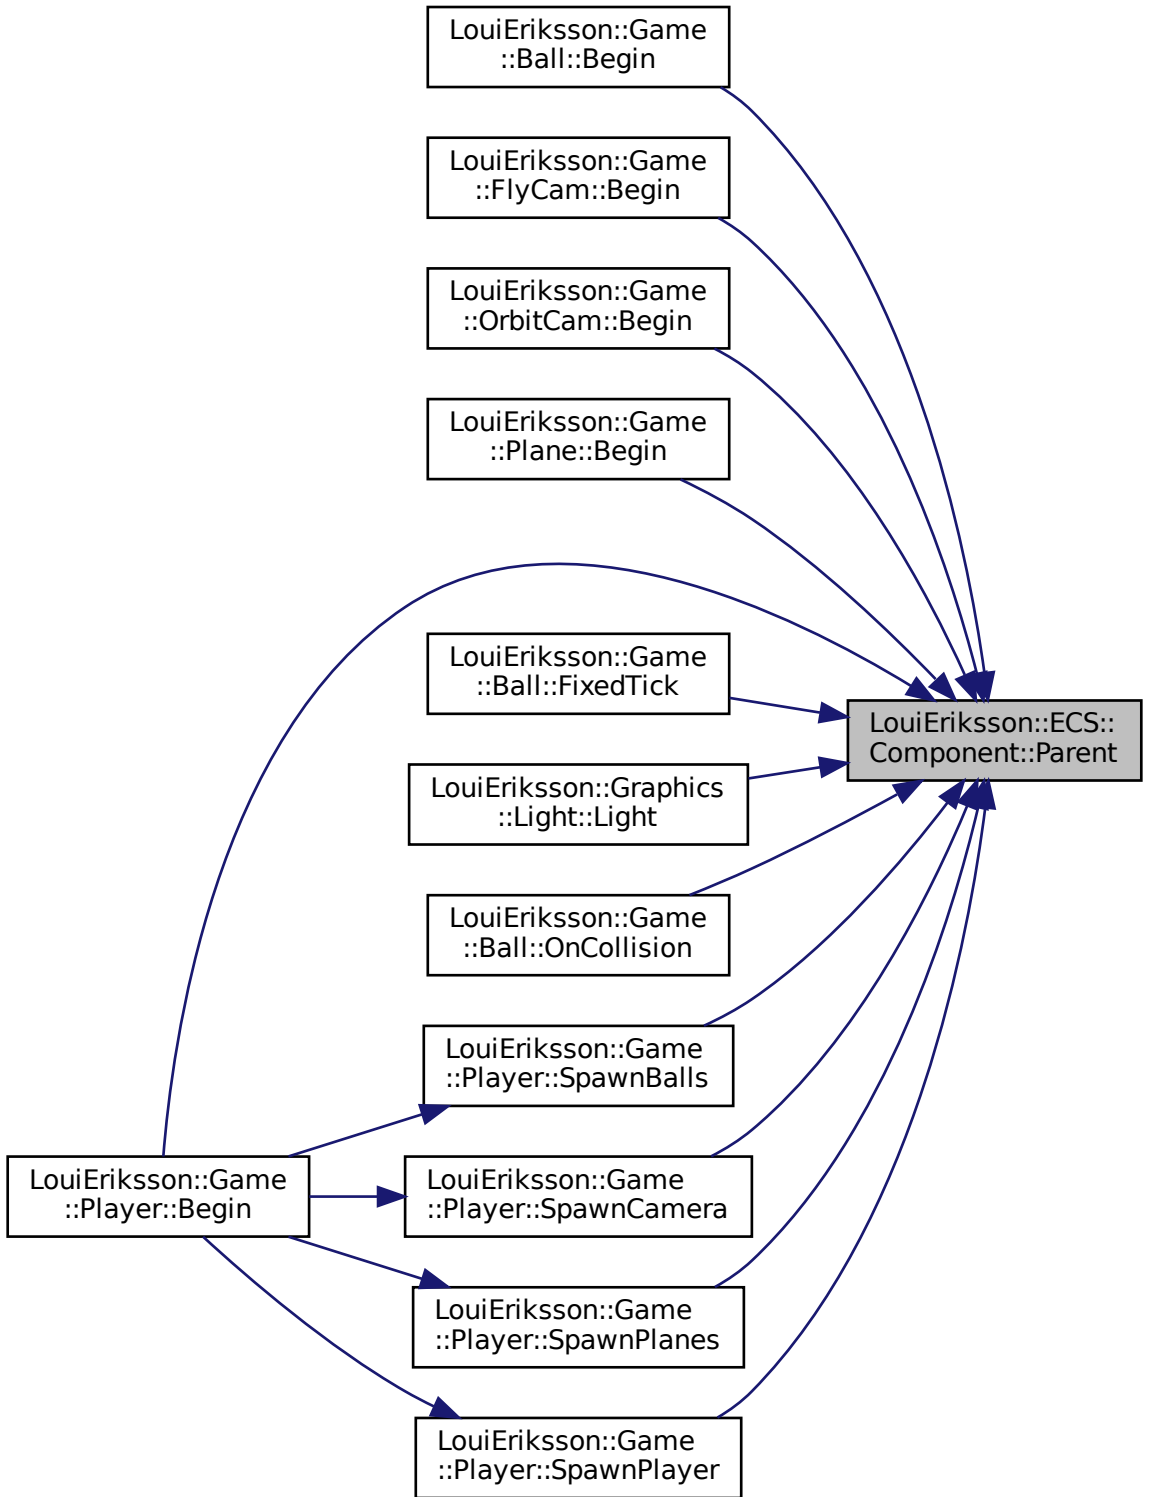 LouiEriksson::Game
::Ball::Begin
LouiEriksson::Game
::FlyCam::Begin
LouiEriksson::Game
::OrbitCam::Begin
LouiEriksson::Game
::Plane::Begin
LouiEriksson::Game
::Ball::FixedTick
LouiEriksson::ECS::
Component::Parent
LouiEriksson::Graphics
::Light::Light
LouiEriksson::Game
::Ball::OnCollision
LouiEriksson::Game
::Player::SpawnBalls
LouiEriksson::Game
::Player::Begin
LouiEriksson::Game
::Player::SpawnCamera
LouiEriksson::Game
::Player::SpawnPlanes
LouiEriksson::Game
::Player::SpawnPlayer